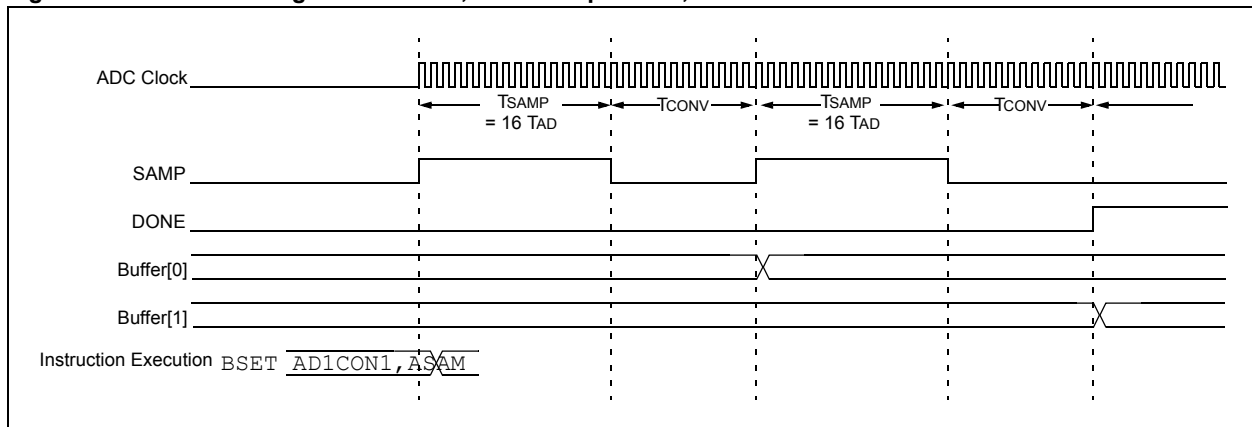 ADC Clock
TSAMP TCONV TSAMP TCONV
= 16 TAD = 16 TAD
SAMP
DONE
Buffer[0]
Buffer[1]
Instruction Execution BSET AD1CON1,ASAM